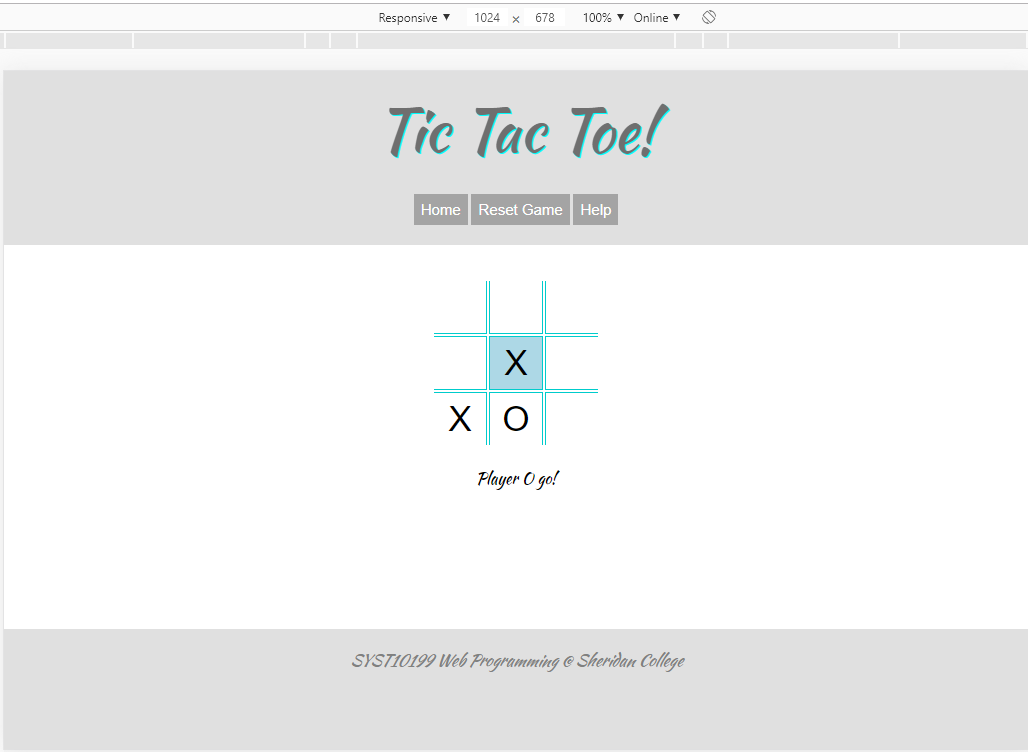 Responsive ▼ 1024 × 678 100% ▼ Online ▼
Tic Tac Toe!
Home Reset Game Help
X
X O
Player O go!
SYST10199 Web Programming @ Sheridan College